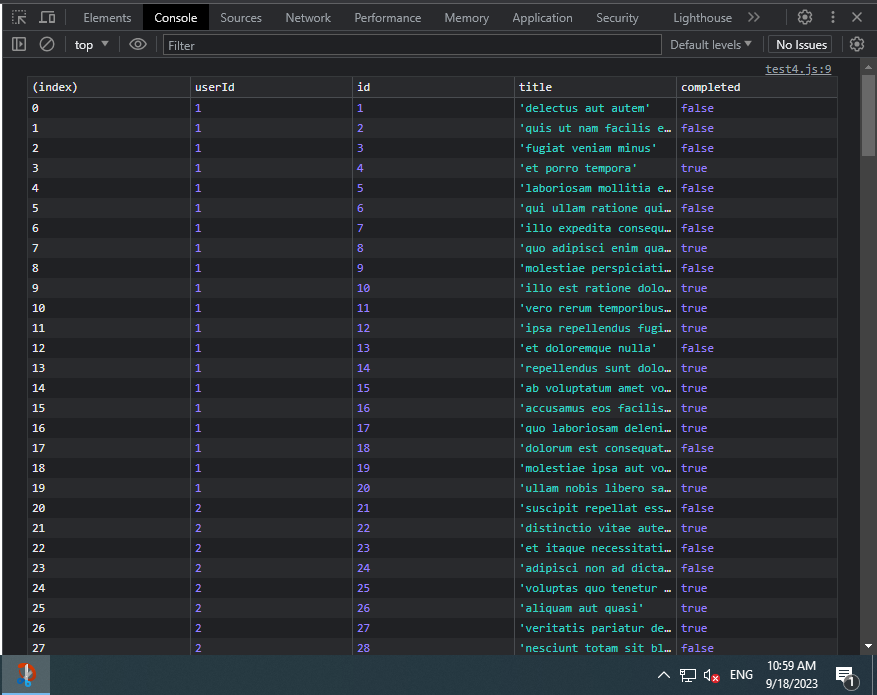 Elements Console Sources Network Performance Memory Application Security Lighthouse
top Filter Default levels No Issues
test4.js:9
(index) userId id title completed
0 1 1 'delectus aut autem' false
1 1 2 'quis ut nam facilis e… false
2 1 3 'fugiat veniam minus' false
3 1 4 'et porro tempora' true
4 1 5 'laboriosam mollitia e… false
5 1 6 'qui ullam ratione qui… false
6 1 7 'illo expedita consequ… false
7 1 8 'quo adipisci enim qua… true
8 1 9 'molestiae perspiciati… false
9 1 10 'illo est ratione dolo… true
10 1 11 'vero rerum temporibus… true
11 1 12 'ipsa repellendus fugi… true
12 1 13 'et doloremque nulla' false
13 1 14 'repellendus sunt dolo… true
14 1 15 'ab voluptatum amet vo… true
15 1 16 'accusamus eos facilis… true
16 1 17 'quo laboriosam deleni… true
17 1 18 'dolorum est consequat… false
18 1 19 'molestiae ipsa aut vo… true
19 1 20 'ullam nobis libero sa… true
20 2 21 'suscipit repellat ess… false
21 2 22 'distinctio vitae aute… true
22 2 23 'et itaque necessitati… false
23 2 24 'adipisci non ad dicta… false
24 2 25 'voluptas quo tenetur … true
25 2 26 'aliquam aut quasi' true
26 2 27 'veritatis pariatur de… true
27 2 28 'nesciunt totam sit bl… false
ENG 10:59 AM
9/18/2023 1